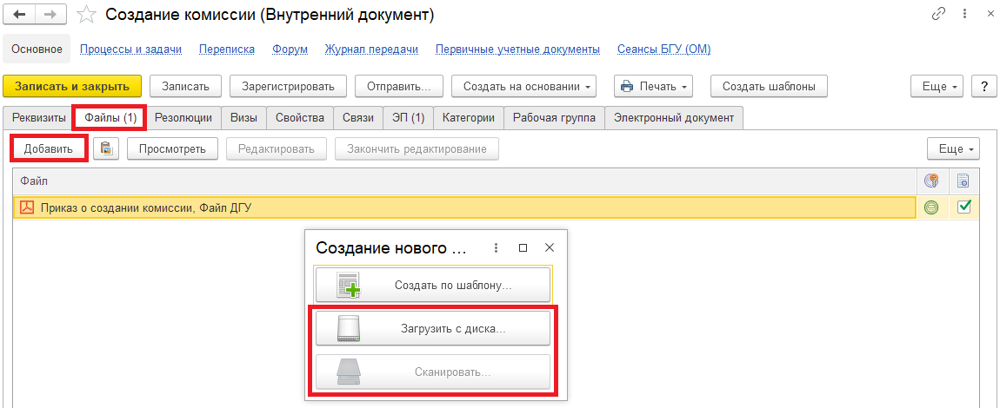 Создание комиссии (Внутренний документ)
Основное Процессы и задачи Переписка Форум Журнал передачи Первичные учетные документы Сеансы БГУ (ОМ)
Записать и закрыть Записать Зарегистрировать Отправить... Создать на основании Печать Создать шаблоны Еще ?
Реквизиты Файлы (1) Резолюции Визы Свойства Связи ЭП (1) Категории Рабочая группа Электронный документ
Добавить Просмотреть Редактировать Закончить редактирование Еще
Файл
Приказ о создании комиссии, Файл ДГУ
Создание нового ...
Создать по шаблону...
Загрузить с диска...
Сканировать...